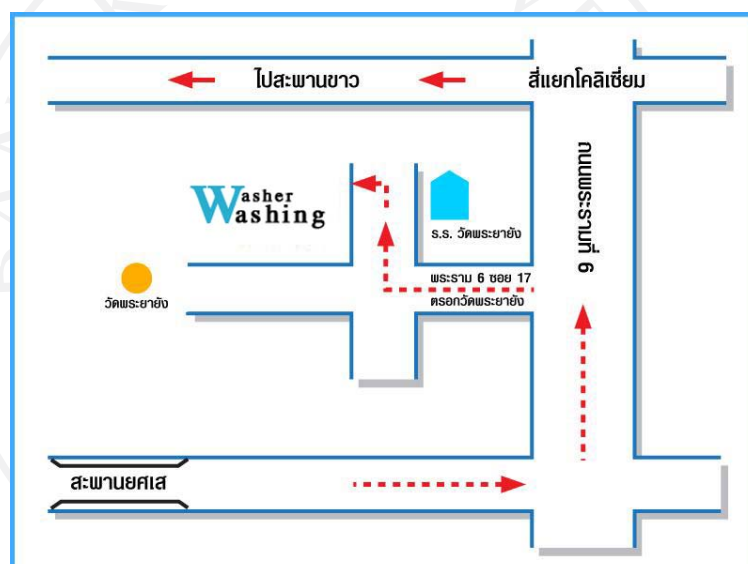 ไปสะพานขาว
สี่แยกโคลิเซี่ยม
Washer
Washing
ร.ร. วัดพระยายัง
ถนนพระรามที่ 6
พระราม 6 ซอย 17
ตรอกวัดพระยายัง
วัดพระยายัง
สะพานยศเส